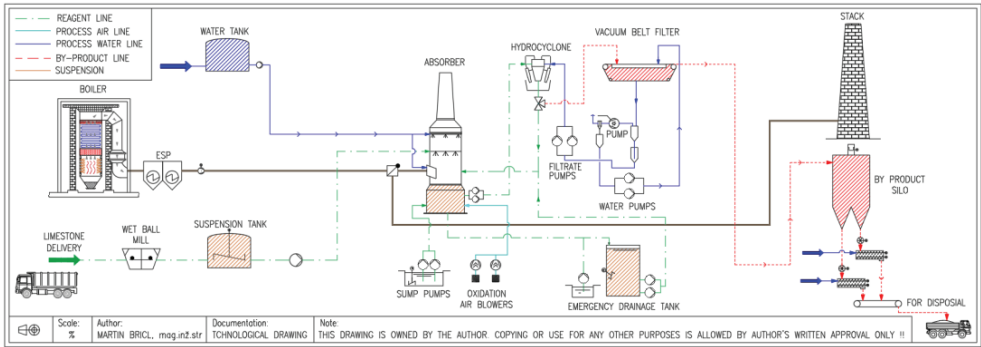 REAGENT LINE
PROCESS AIR LINE
PROCESS WATER LINE
BY-PRODUCT LINE
SUSPENSION
WATER TANK
BOILER
ESP
ABSORBER
HYDROCYCLONE
VACUUM BELT FILTER
STACK
PUMP
FILTRATE
PUMPS
WATER PUMPS
BY PRODUCT
SILO
LIMESTONE
DELIVERY
WET BALL
MILL
SUSPENSION TANK
SUMP PUMPS
OXIDATION
AIR BLOWERS
EMERGENCY DRAINAGE TANK
FOR DISPOSIAL
Scale:
%
Author:
MARTIN BRICL, mag.inž.str
Documentation:
TCHNOLOGICAL DRAWING
Note:
THIS DRAWING IS OWNED BY THE AUTHOR. COPYING OR USE FOR ANY OTHER PURPOSES IS ALLOWED BY AUTHOR'S WRITTEN APPROVAL ONLY !!